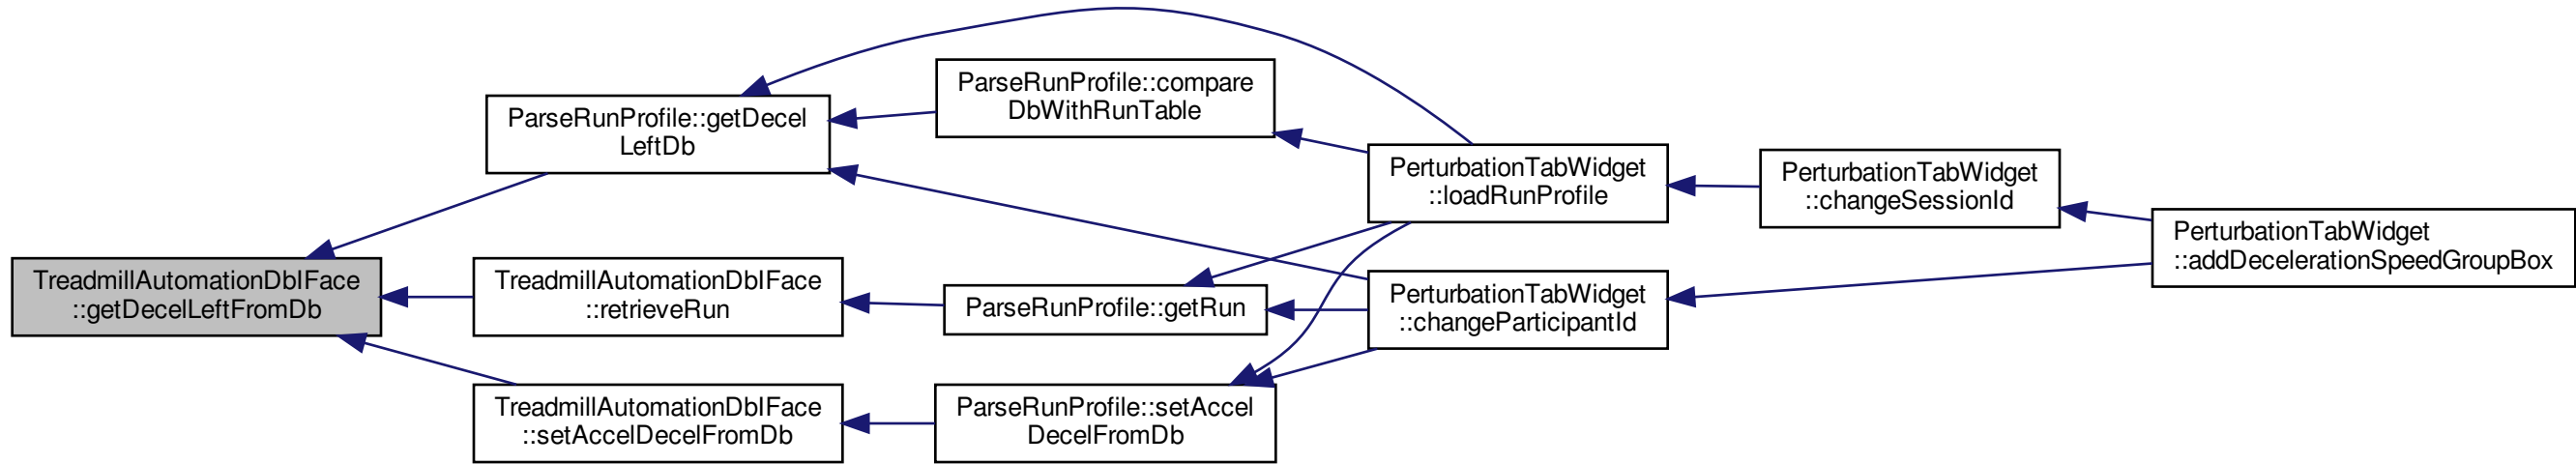 TreadmillAutomationDbIFace
::getDecelLeftFromDb
ParseRunProfile::getDecel
LeftDb
TreadmillAutomationDbIFace
::retrieveRun
TreadmillAutomationDbIFace
::setAccelDecelFromDb
ParseRunProfile::compare
DbWithRunTable
ParseRunProfile::getRun
ParseRunProfile::setAccel
DecelFromDb
PerturbationTabWidget
::loadRunProfile
PerturbationTabWidget
::changeParticipantId
PerturbationTabWidget
::changeSessionId
PerturbationTabWidget
::addDecelerationSpeedGroupBox